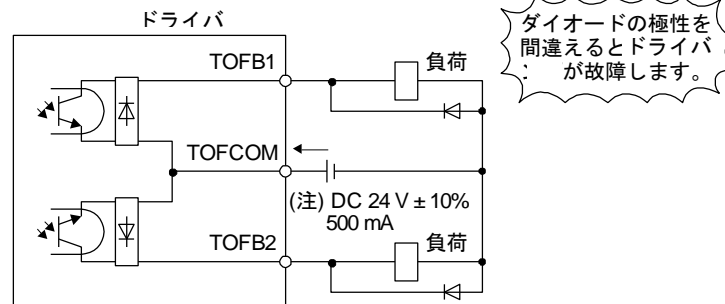 ドライバ
ダイオードの極性を
間違えるとドライバ
が故障します。
TOFB1
負荷
TOFCOM
(注) DC 24 V ± 10%
500 mA
TOFB2
負荷